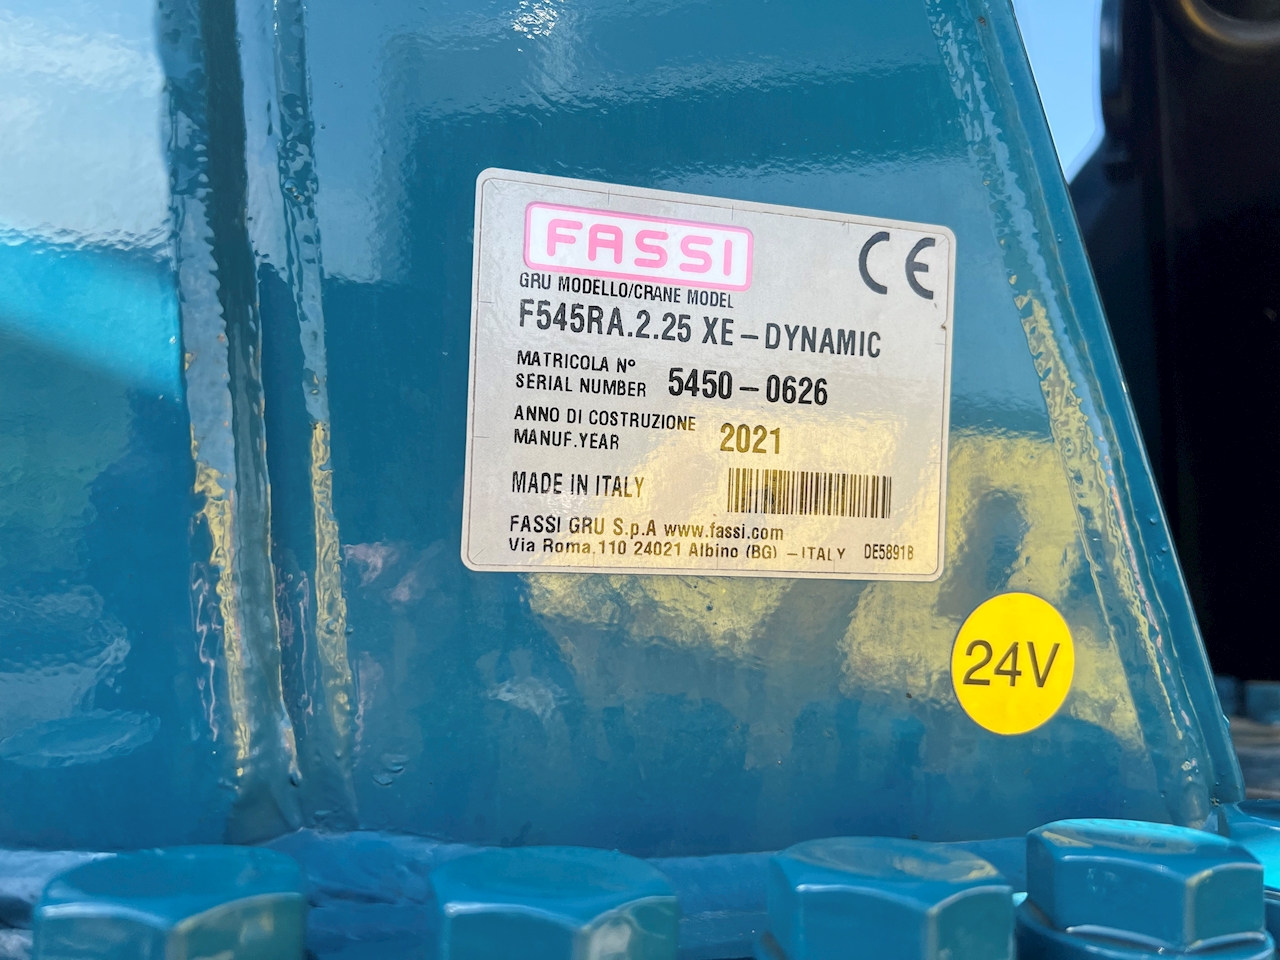 FASSI
CE
GRU MODELLO/CRANE MODEL
F545RA.2.25 XE – DYNAMIC
MATRICOLA N°
SERIAL NUMBER 5450 – 0626
ANNO DI COSTRUZIONE
MANUF.YEAR 2021
MADE IN ITALY
FASSI GRU S.p.A www.fassi.com
Via Roma,110 24021 Albino (BG) – ITALY DE5891B
24V